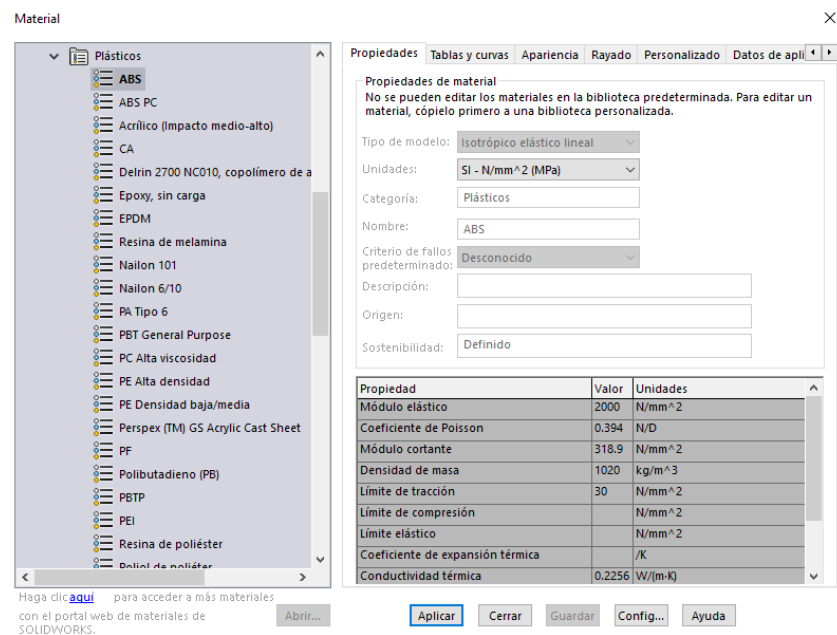 Material
Plásticos
ABS
ABS PC
Acrílico (Impacto medio-alto)
CA
Delrin 2700 NC010, copolímero de a
Epoxy, sin carga
EPDM
Resina de melamina
Nailon 101
Nailon 6/10
PA Tipo 6
PBT General Purpose
PC Alta viscosidad
PE Alta densidad
PE Densidad baja/media
Perspex (TM) GS Acrylic Cast Sheet
PF
Polibutadieno (PB)
PBTP
PEI
Resina de poliéster
Poliol de poliéter
Haga clic aquí para acceder a más materiales
con el portal web de materiales de
SOLIDWORKS.
Abrir...
Propiedades Tablas y curvas Apariencia Rayado Personalizado Datos de apli
Propiedades de material
No se pueden editar los materiales en la biblioteca predeterminada. Para editar un
material, cópielo primero a una biblioteca personalizada.
Tipo de modelo: Isotrópico elástico lineal
Unidades: SI - N/mm^2 (MPa)
Categoría: Plásticos
Nombre: ABS
Criterio de fallos
predeterminado: Desconocido
Descripción:
Origen:
Sostenibilidad: Definido
Propiedad Valor Unidades
Módulo elástico 2000 N/mm^2
Coeficiente de Poisson 0.394 N/D
Módulo cortante 318.9 N/mm^2
Densidad de masa 1020 kg/m^3
Límite de tracción 30 N/mm^2
Límite de compresión N/mm^2
Límite elástico N/mm^2
Coeficiente de expansión térmica /K
Conductividad térmica 0.2256 W/(m·K)
Aplicar Cerrar Guardar Config... Ayuda